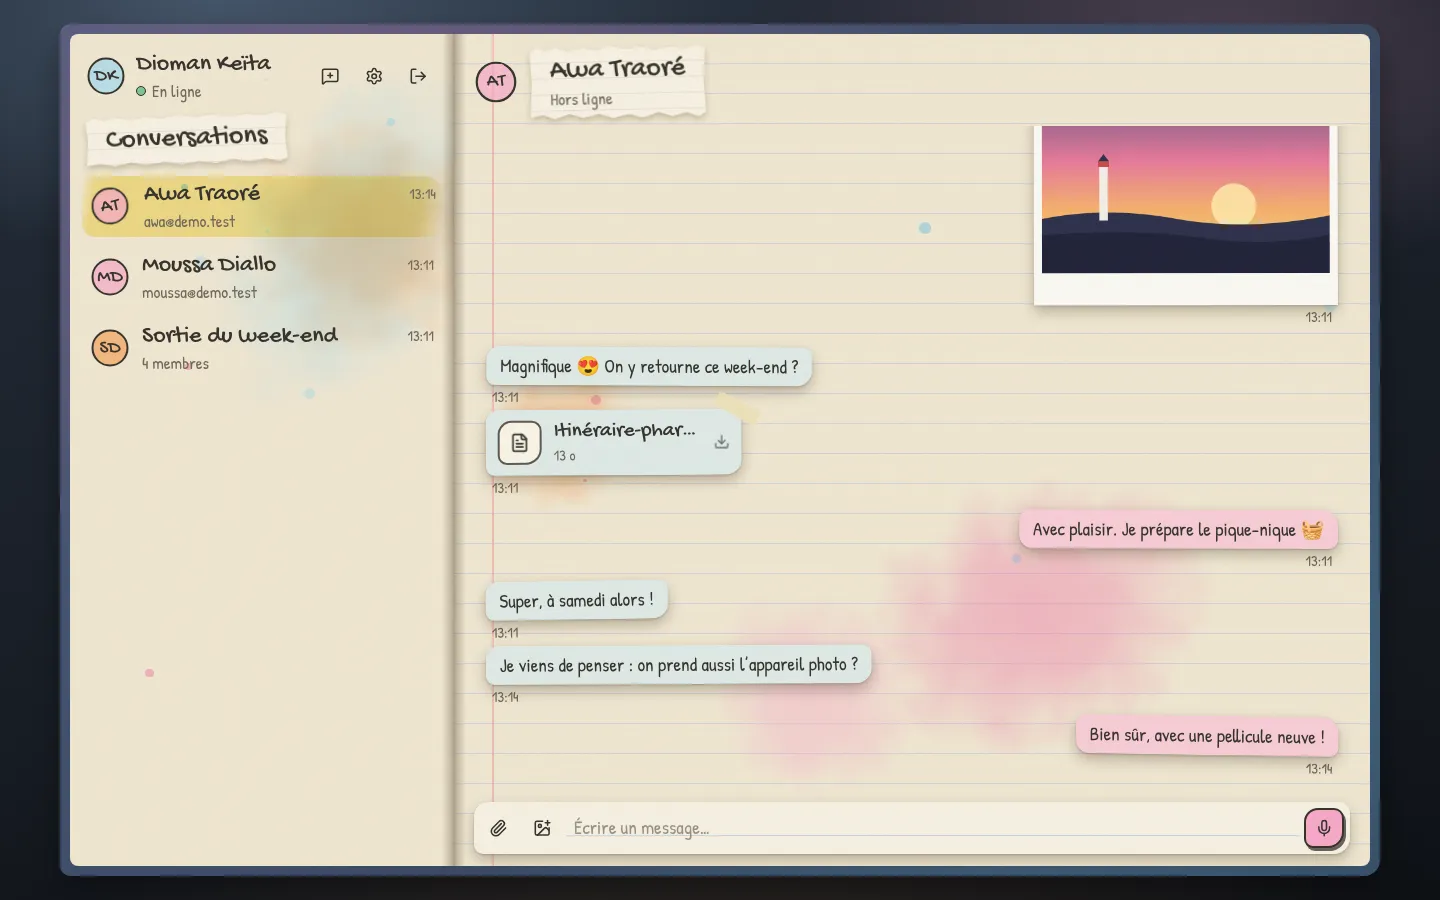 DK
Dioman Keïta
En ligne
Conversations
AT
Awa Traoré
13:14
awa@demo.test
MD
Moussa Diallo
13:11
moussa@demo.test
SD
Sortie du week-end
13:11
4 membres
AT
Awa Traoré
Hors ligne
13:11
Magnifique 😍 On y retourne ce week-end ?
13:11
Itinéraire-phar...
13 o
13:11
Avec plaisir. Je prépare le pique-nique 🧺
13:11
Super, à samedi alors !
13:11
Je viens de penser : on prend aussi l'appareil photo ?
13:14
Bien sûr, avec une pellicule neuve !
13:14
Écrire un message...